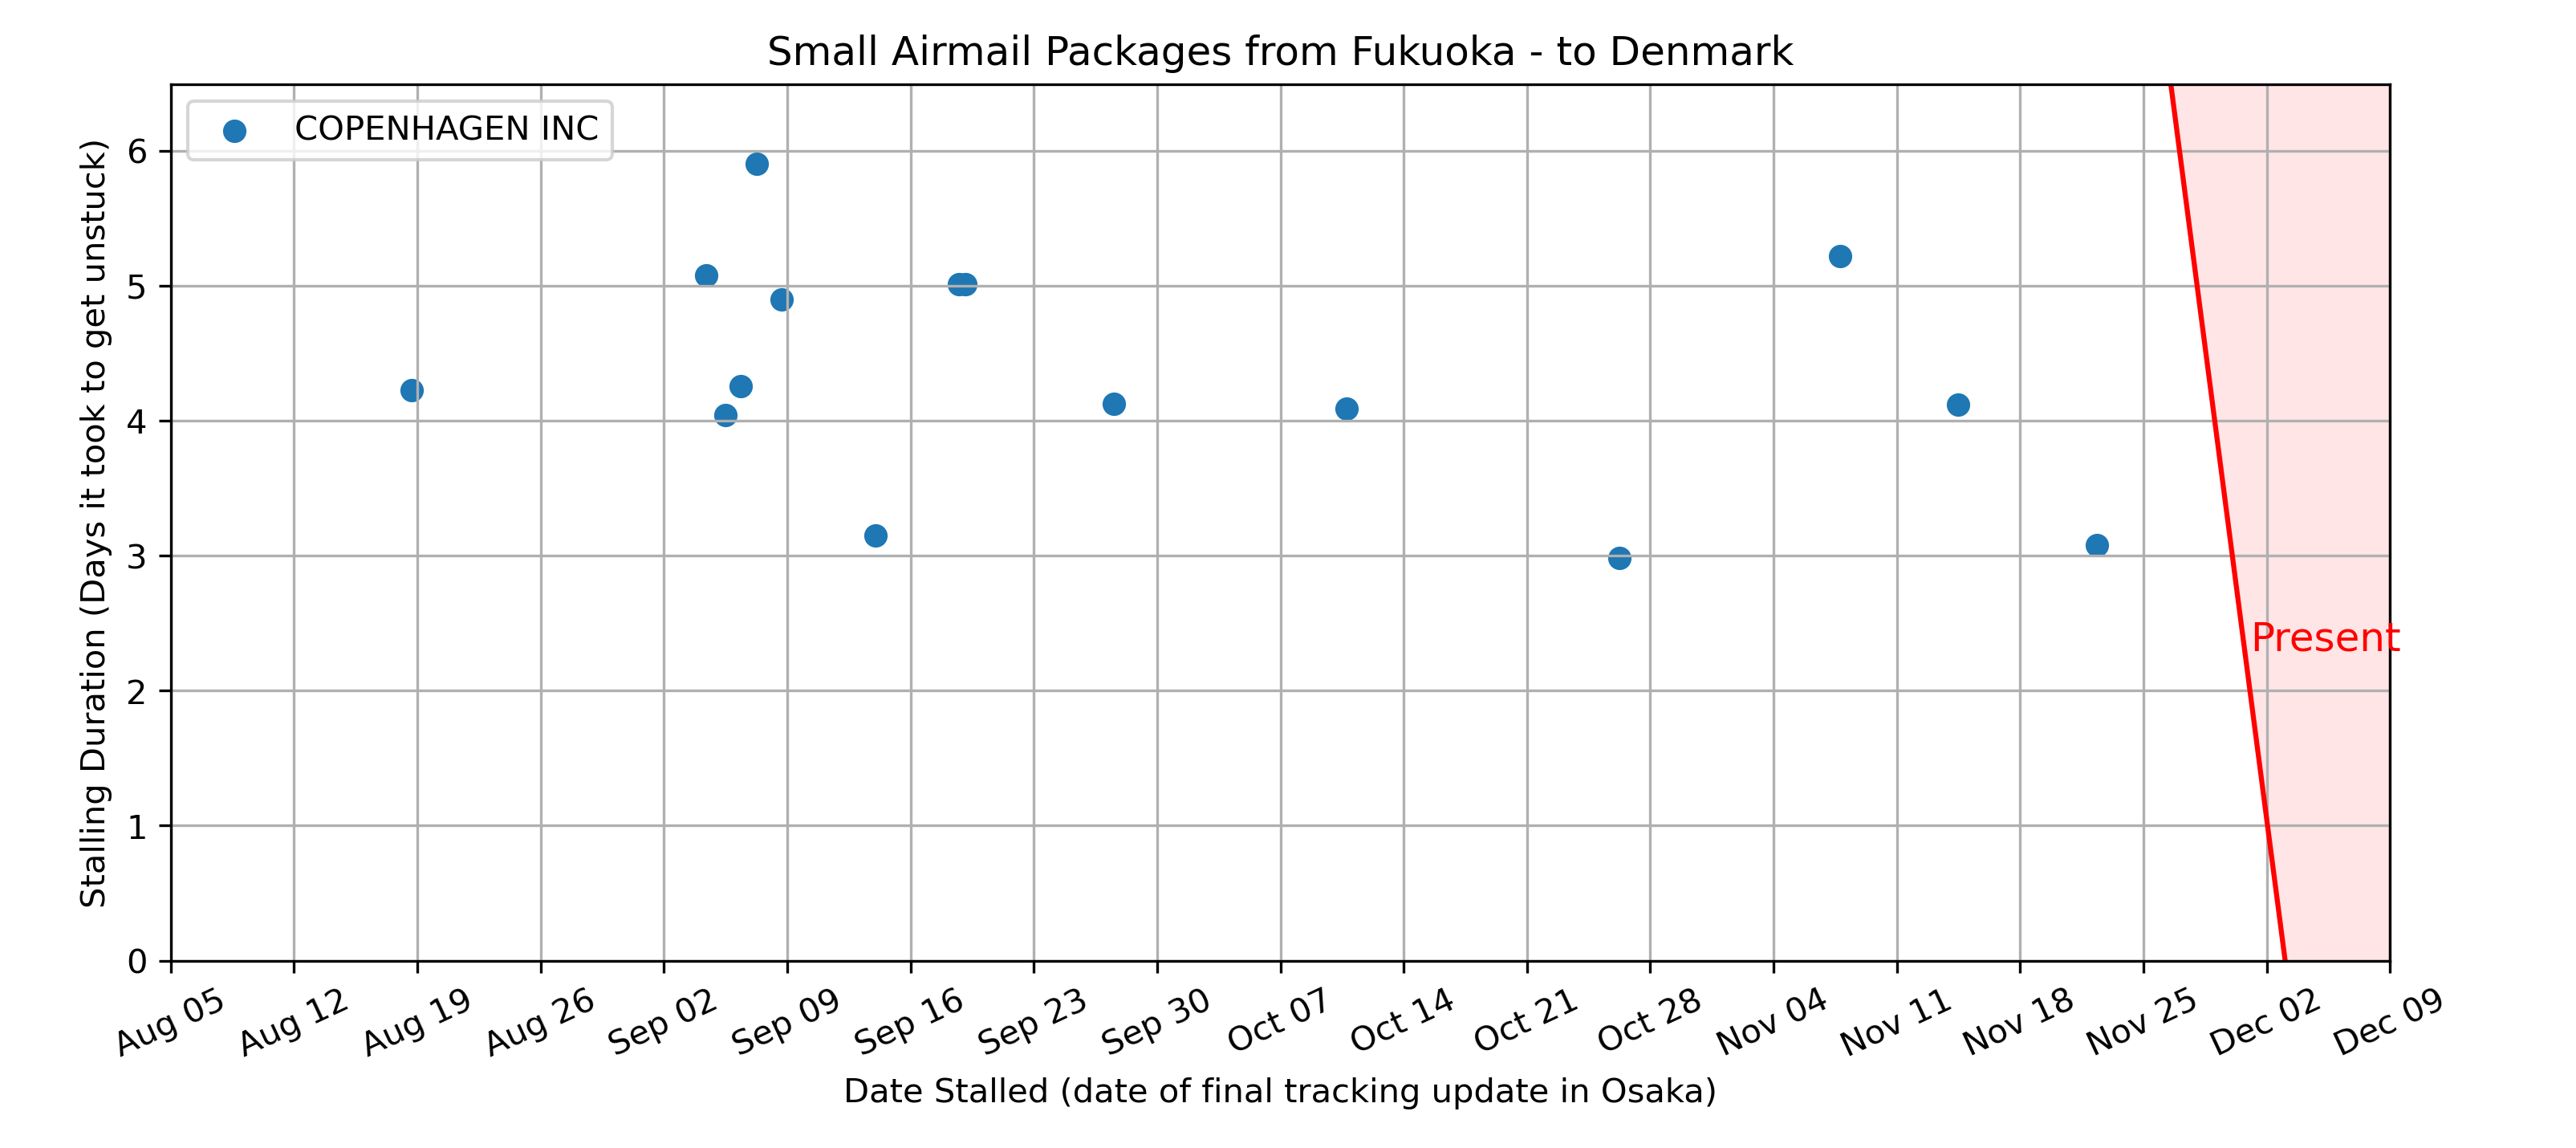 Small Airmail Packages from Fukuoka - to Denmark
COPENHAGEN INC
Stalling Duration (Days it took to get unstuck)
6
5
4
3
2
1
0
Present
Aug 05
Aug 12
Aug 19
Aug 26
Sep 02
Sep 09
Sep 16
Sep 23
Sep 30
Oct 07
Oct 14
Oct 21
Oct 28
Nov 04
Nov 11
Nov 18
Nov 25
Dec 02
Dec 09
Date Stalled (date of final tracking update in Osaka)